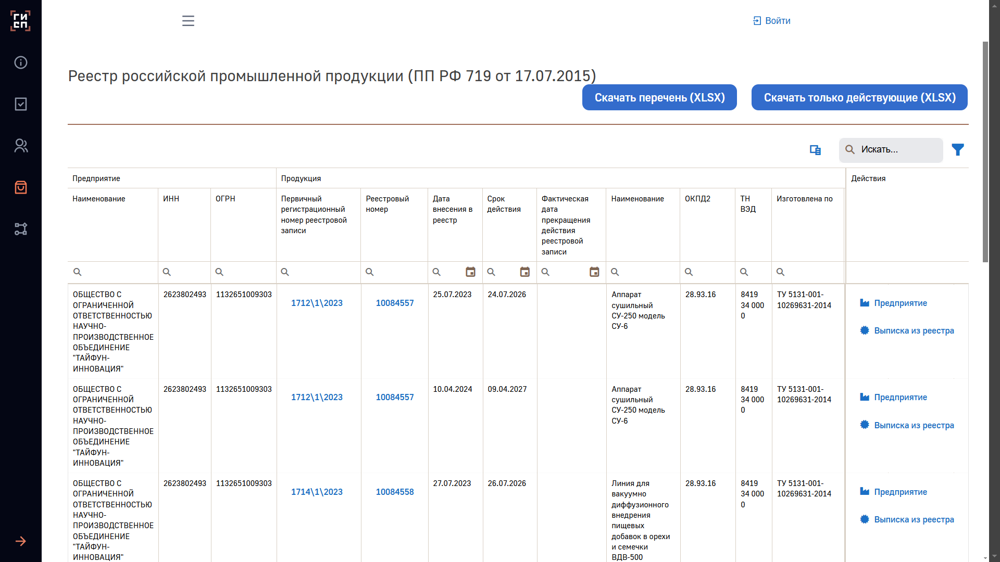 ГИ
СП
Войти
Реестр российской промышленной продукции (ПП РФ 719 от 17.07.2015)
Скачать перечень (XLSX)
Скачать только действующие (XLSX)
Искать...
Предприятие
Продукция
Действия
Наименование
ИНН
ОГРН
Первичный
регистрационный
номер реестровой
записи
Реестровый
номер
Дата
внесения в
реестр
Срок
действия
Фактическая
дата
прекращения
действия
реестровой
записи
Наименование
ОКПД2
ТН
ВЭД
Изготовлена по
ОБЩЕСТВО С
ОГРАНИЧЕННОЙ
ОТВЕТСТВЕННОСТЬЮ
НАУЧНО-
ПРОИЗВОДСТВЕННОЕ
ОБЪЕДИНЕНИЕ
"ТАЙФУН-
ИННОВАЦИЯ"
2623802493
1132651009303
1712\1\2023
10084557
25.07.2023
24.07.2026
Аппарат
сушильный
СУ-250 модель
СУ-6
28.93.16
8419
34 000
0
ТУ 5131-001-
10269631-2014
Предприятие
Выписка из реестра
ОБЩЕСТВО С
ОГРАНИЧЕННОЙ
ОТВЕТСТВЕННОСТЬЮ
НАУЧНО-
ПРОИЗВОДСТВЕННОЕ
ОБЪЕДИНЕНИЕ
"ТАЙФУН-
ИННОВАЦИЯ"
2623802493
1132651009303
1712\1\2023
10084557
10.04.2024
09.04.2027
Аппарат
сушильный
СУ-250 модель
СУ-6
28.93.16
8419
34 000
0
ТУ 5131-001-
10269631-2014
Предприятие
Выписка из реестра
ОБЩЕСТВО С
ОГРАНИЧЕННОЙ
ОТВЕТСТВЕННОСТЬЮ
НАУЧНО-
ПРОИЗВОДСТВЕННОЕ
ОБЪЕДИНЕНИЕ
"ТАЙФУН-
ИННОВАЦИЯ"
2623802493
1132651009303
1714\1\2023
10084558
27.07.2023
26.07.2026
Линия для
вакуумно
диффузионного
внедрения
пищевых
добавок в орехи
и семечки
ВДВ-500
28.93.16
8419
34 000
0
ТУ 5131-001-
10269631-2014
Предприятие
Выписка из реестра